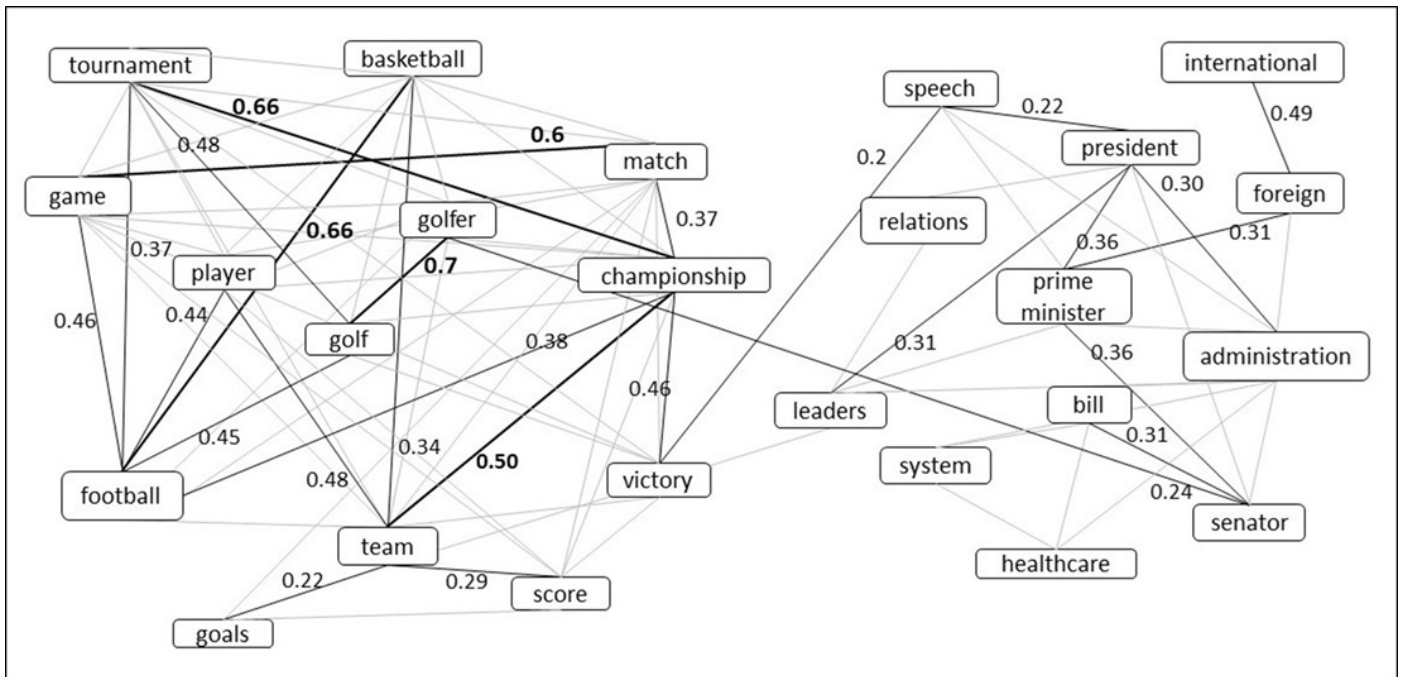 tournament
basketball
international
speech
0.66
0.22
0.49
0.6
0.48
president
match
0.2
0.30
game
foreign
golfer
relations
0.37
0.66
0.31
0.37
0.36
player
0.7
championship
prime
minister
0.44
0.46
golf
0.38
0.31
0.36
administration
0.46
leaders
bill
0.45
0.34
0.31
0.50
system
0.48
victory
football
0.24
senator
team
healthcare
0.22
0.29
score
goals